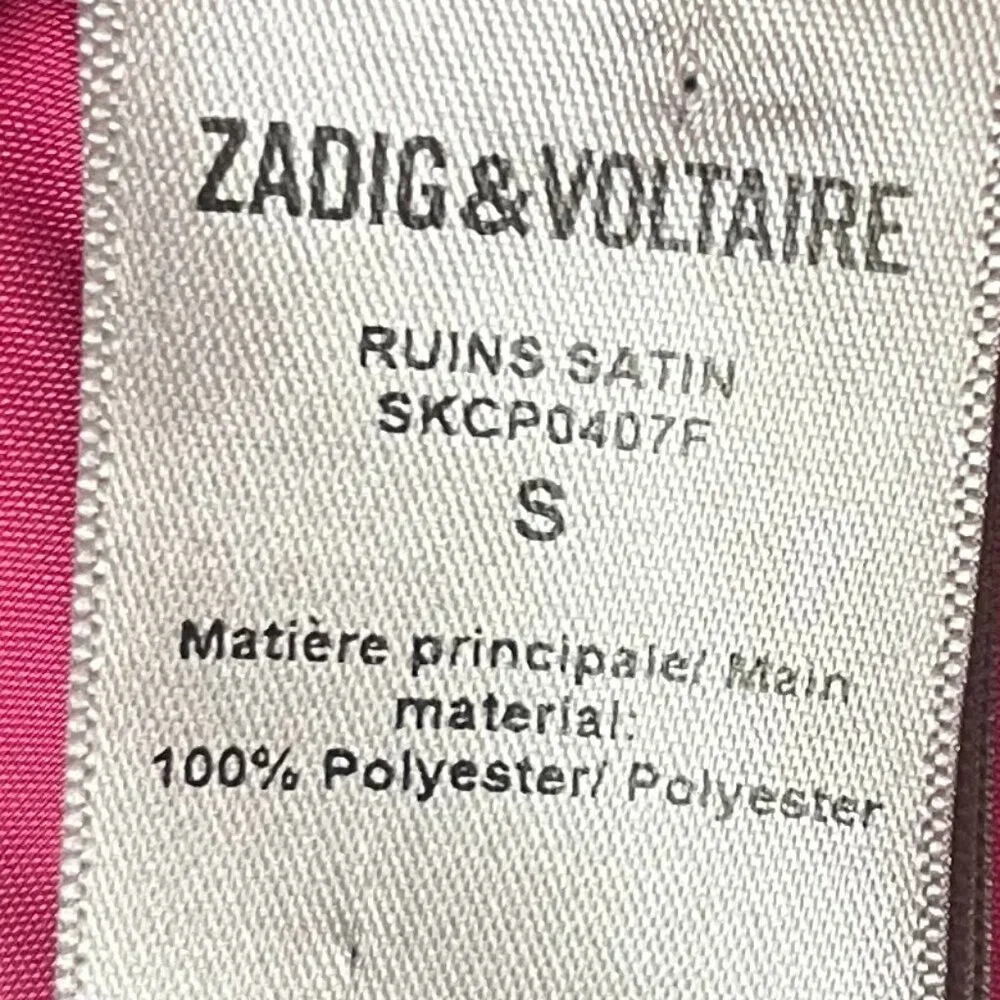 ZADIG&VOLTAIRE
RUINS SATIN
SKCP0407F
S
Matière principale/ Main
material:
100% Polyester/ Polyester